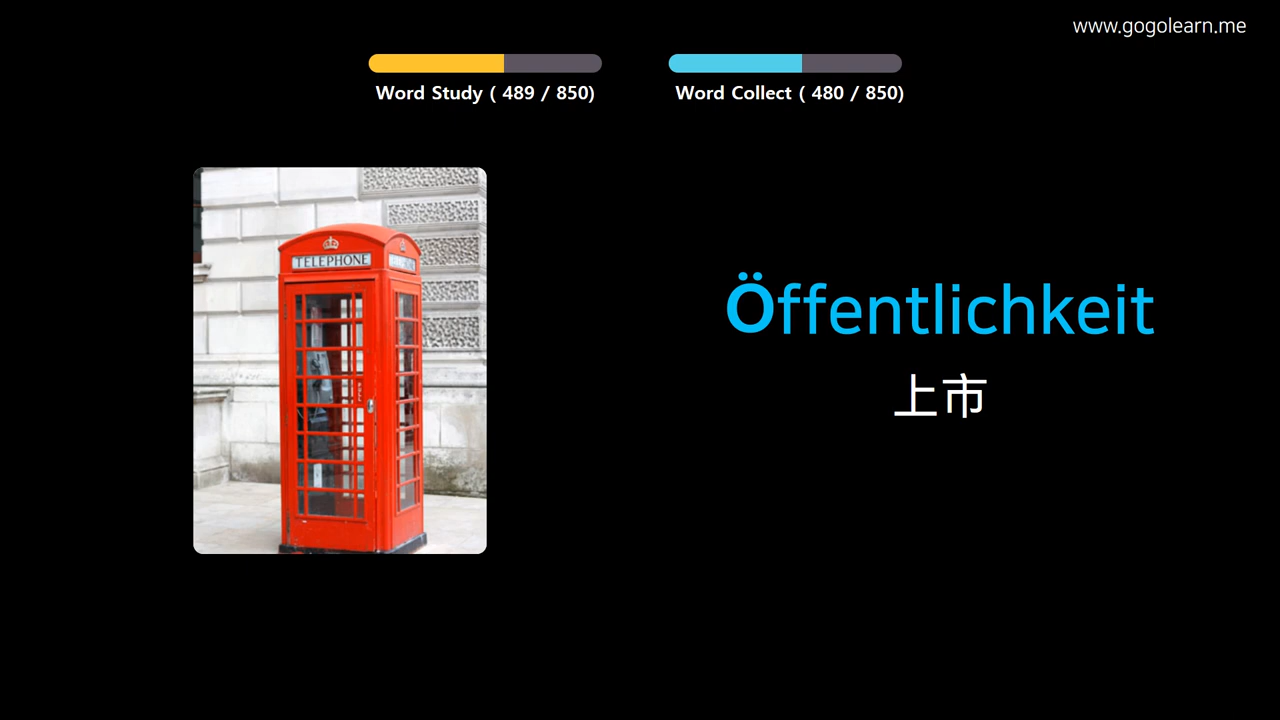 www.gogolearn.me
Word Study ( 489 / 850)
Word Collect ( 480 / 850)
TELEPHONE
Öffentlichkeit
上市